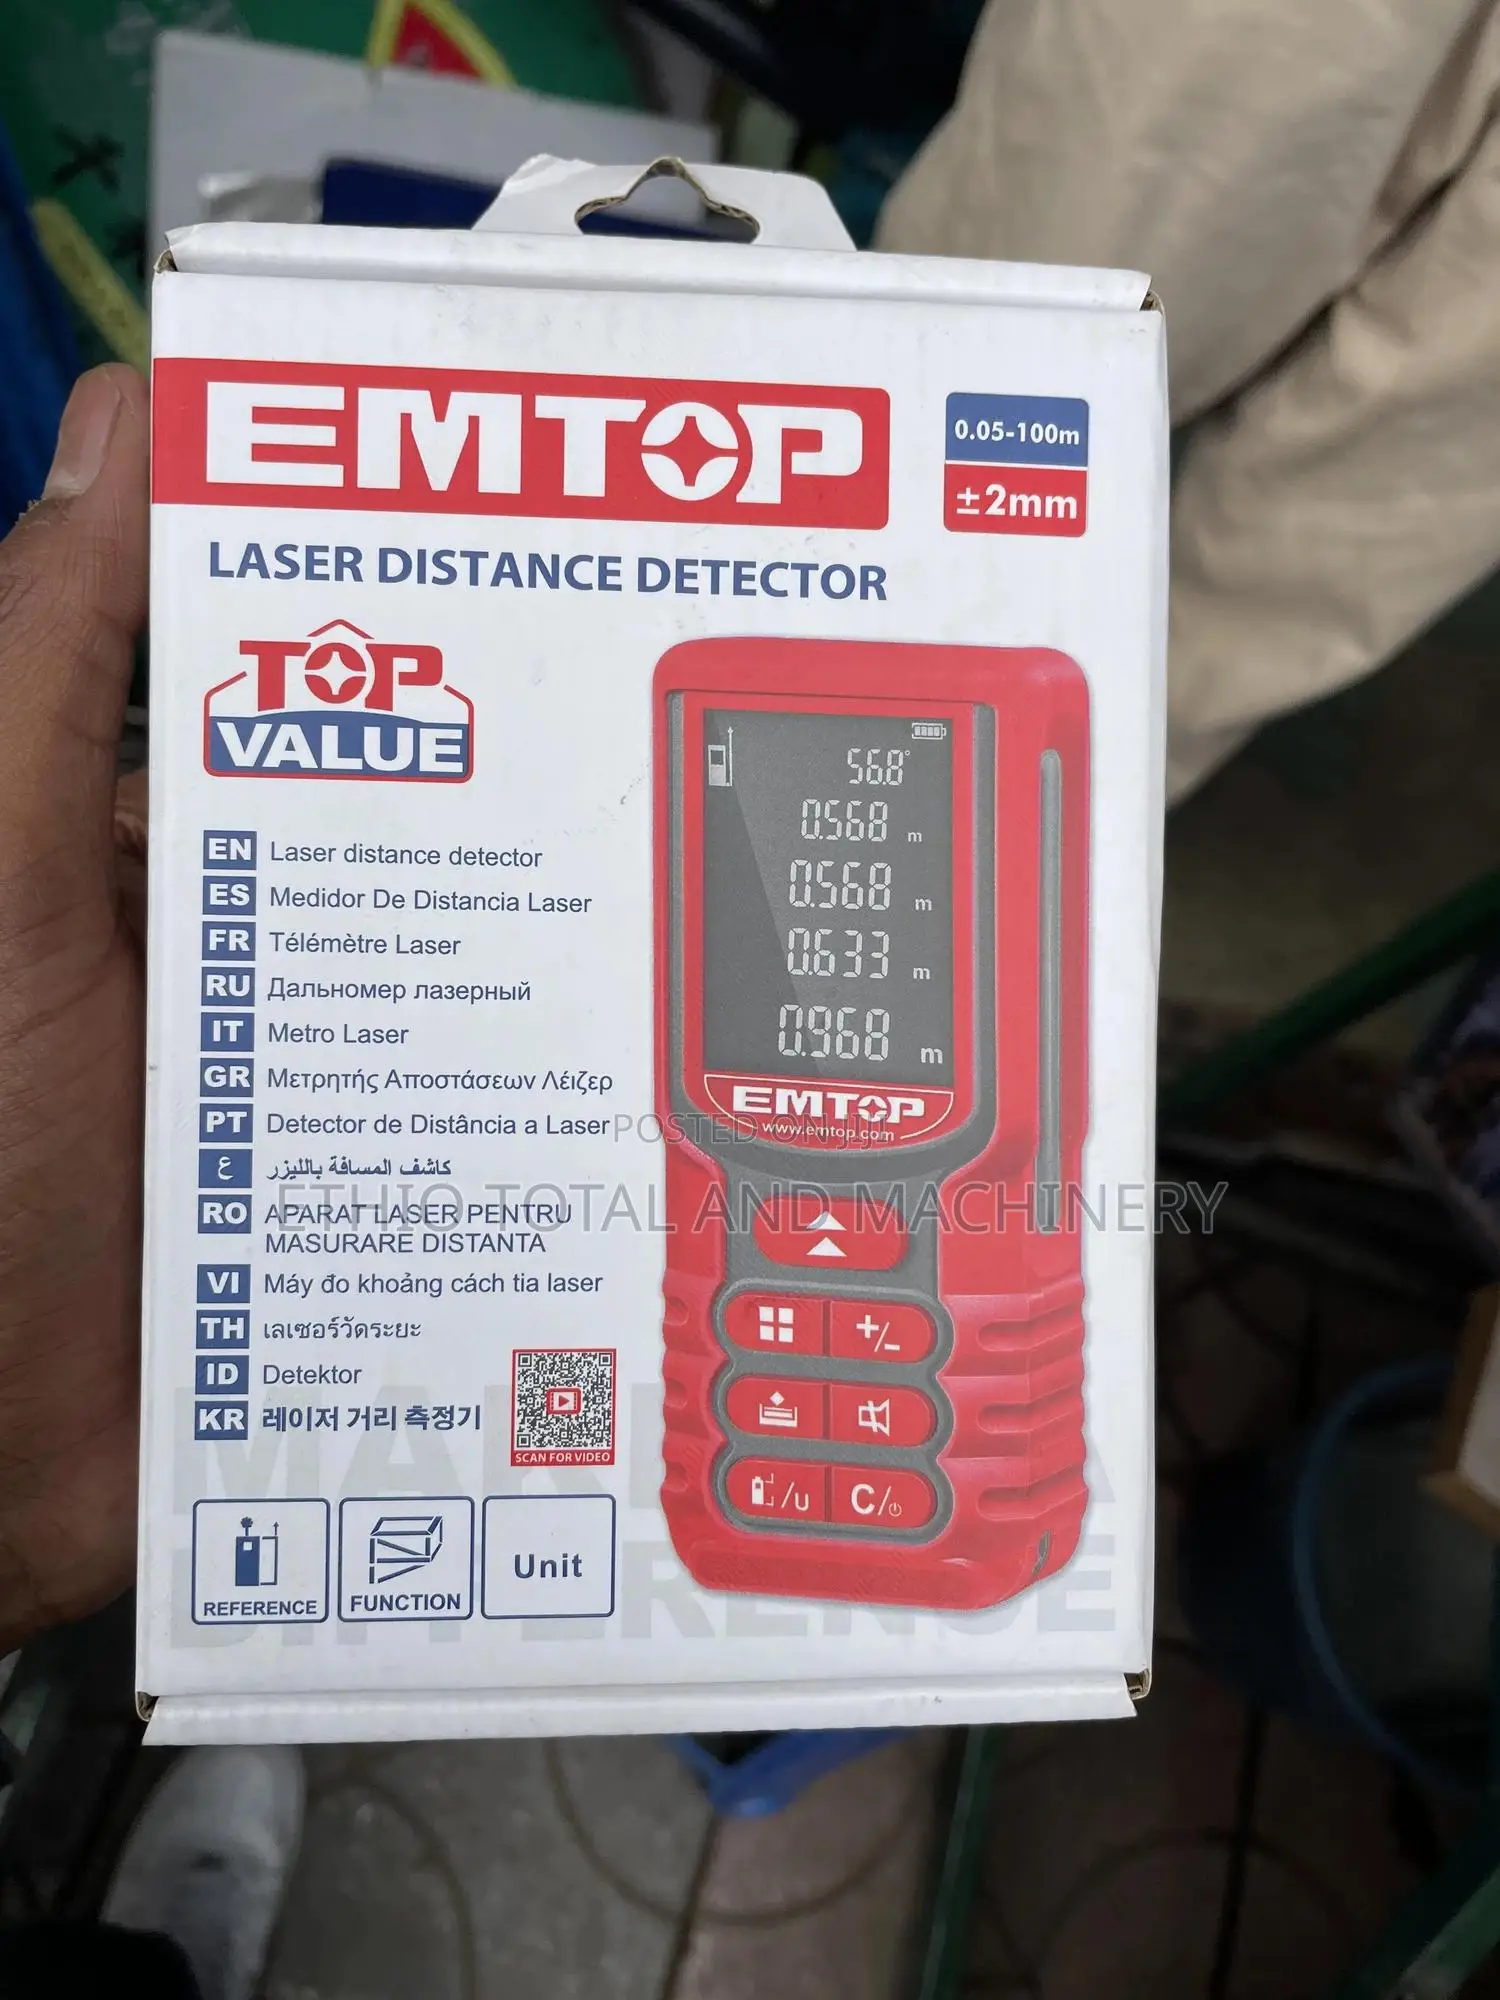 EMTOP
0.05-100m
±2mm
LASER DISTANCE DETECTOR
TOP
VALUE
EN Laser distance detector
ES Medidor De Distancia Laser
FR Télémètre Laser
RU Дальномер лазерный
IT Metro Laser
GR Μετρητής Αποστάσεων Λέιζερ
PT Detector de Distância a Laser
ع كاشف المسافة بالليزر
RO APARAT LASER PENTRU
MASURARE DISTANTA
VI Máy đo khoảng cách tia laser
TH เลเซอร์วัดระยะ
ID Detektor
KR 레이저 거리 측정기
SCAN FOR VIDEO
REFERENCE
FUNCTION
Unit
56.8°
0.568 m
0.568 m
0.633 m
0.968 m
EMTOP
www.emtop.com
+/-
/u
C/
POSTED ON JIJI
ETHIO TOTAL AND MACHINERY
DIFFERENCE